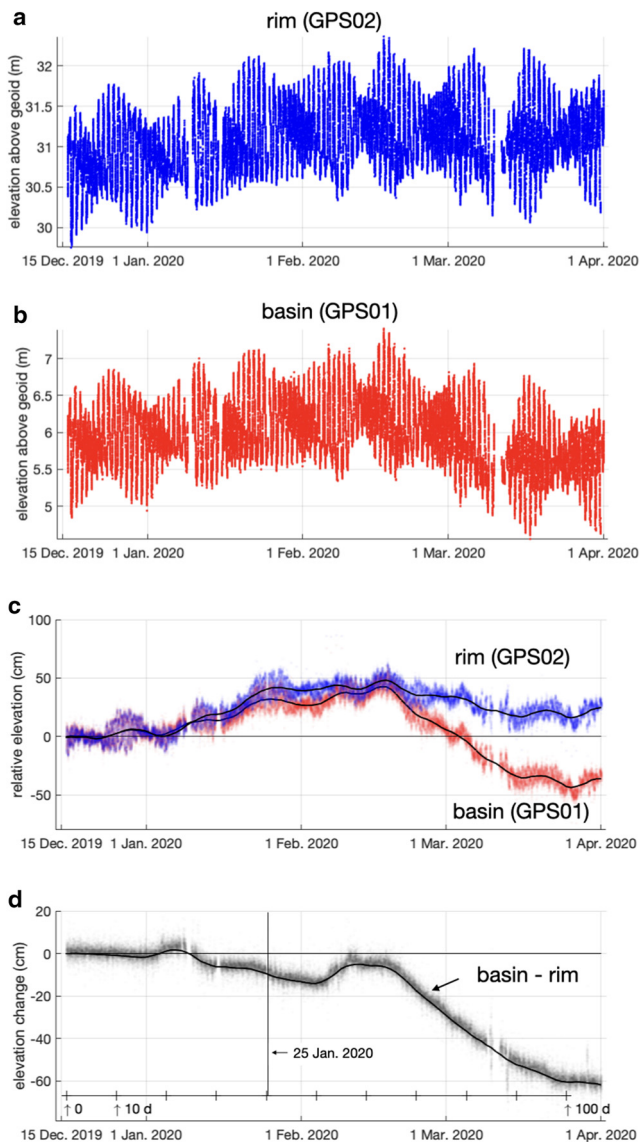 a
rim (GPS02)
elevation above geoid (m)
32
31.5
31
30.5
30
15 Dec. 2019 1 Jan. 2020 1 Feb. 2020 1 Mar. 2020 1 Apr. 2020
b
basin (GPS01)
elevation above geoid (m)
7
6.5
6
5.5
5
15 Dec. 2019 1 Jan. 2020 1 Feb. 2020 1 Mar. 2020 1 Apr. 2020
c
relative elevation (cm)
100
50
0
-50
rim (GPS02)
basin (GPS01)
15 Dec. 2019 1 Jan. 2020 1 Feb. 2020 1 Mar. 2020 1 Apr. 2020
d
elevation change (cm)
20
0
-20
-40
-60
basin - rim
← 25 Jan. 2020
↑ 0 ↑ 10 d ↑ 100 d
15 Dec. 2019 1 Jan. 2020 1 Feb. 2020 1 Mar. 2020 1 Apr. 2020